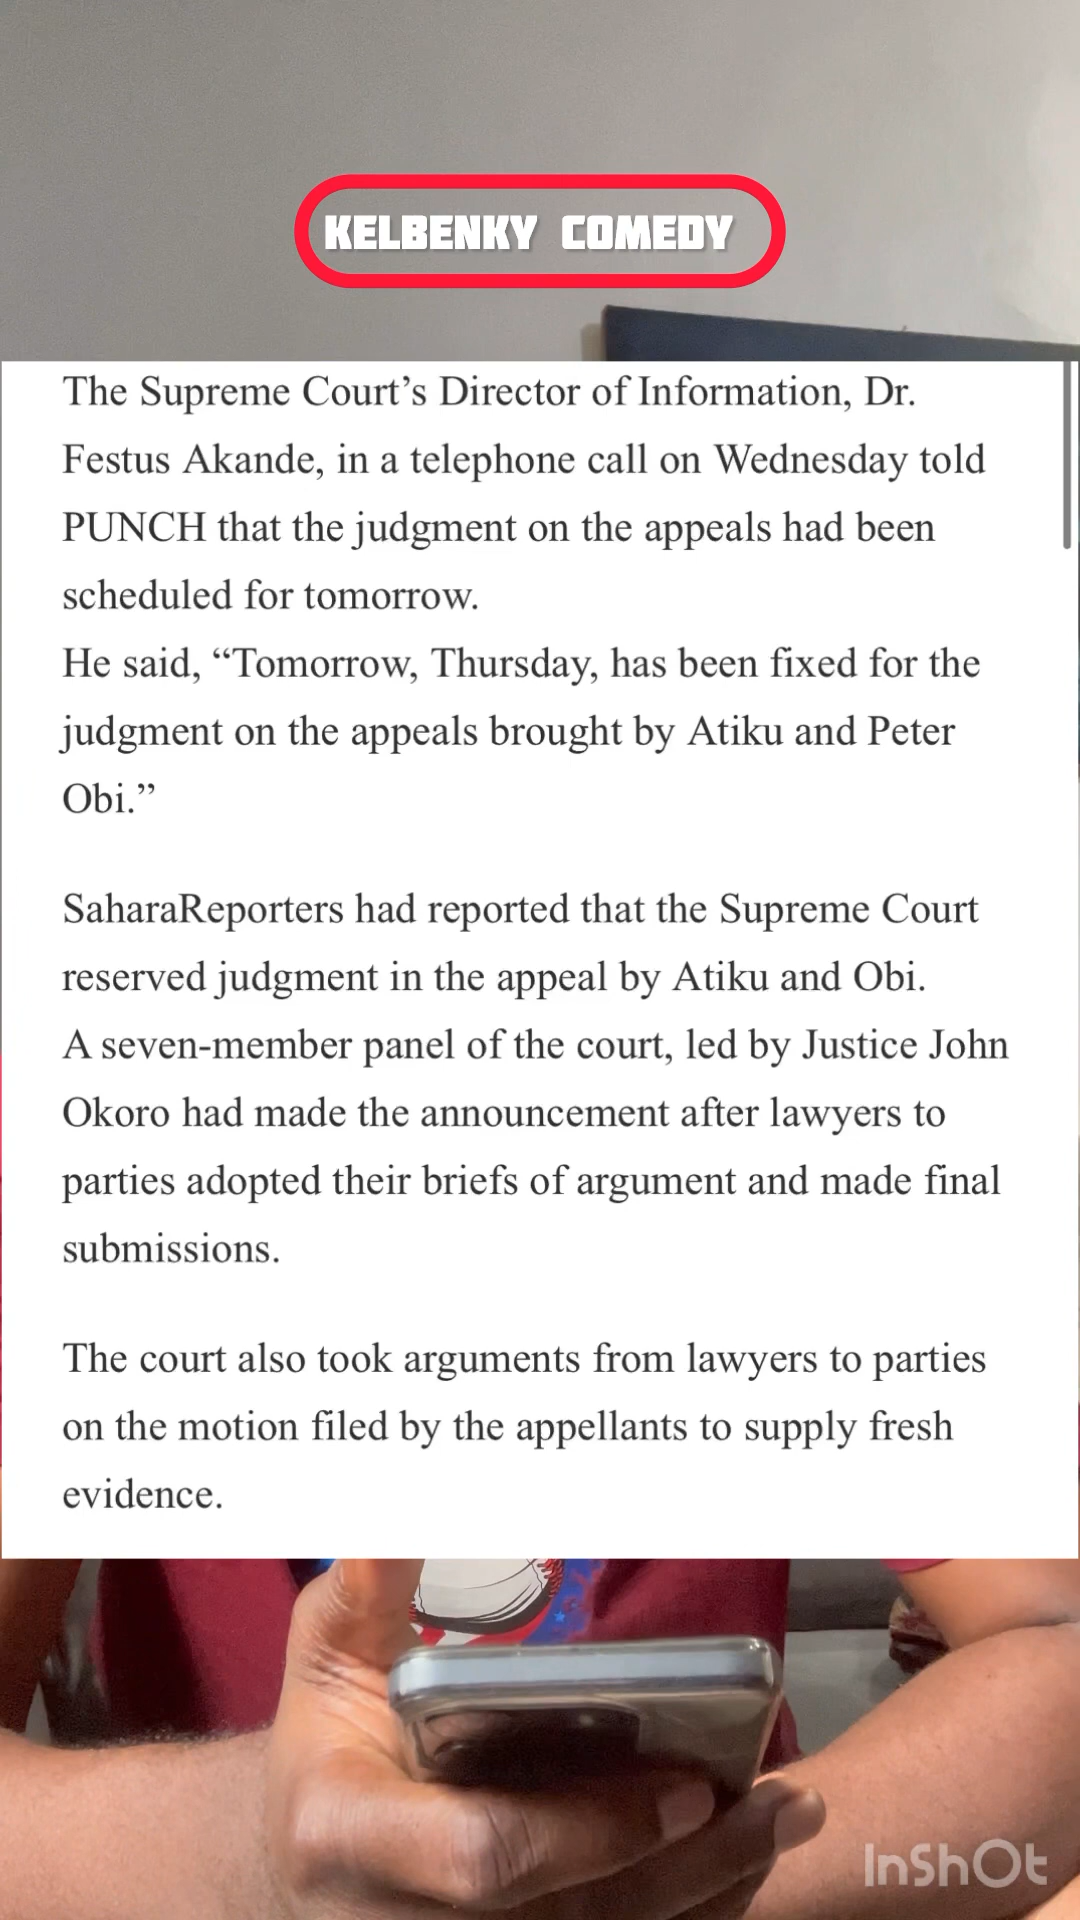 KELBENKY COMEDY
The Supreme Court’s Director of Information, Dr.
Festus Akande, in a telephone call on Wednesday told
PUNCH that the judgment on the appeals had been
scheduled for tomorrow.
He said, “Tomorrow, Thursday, has been fixed for the
judgment on the appeals brought by Atiku and Peter
Obi.”
SaharaReporters had reported that the Supreme Court
reserved judgment in the appeal by Atiku and Obi.
A seven-member panel of the court, led by Justice John
Okoro had made the announcement after lawyers to
parties adopted their briefs of argument and made final
submissions.
The court also took arguments from lawyers to parties
on the motion filed by the appellants to supply fresh
evidence.
InShOt